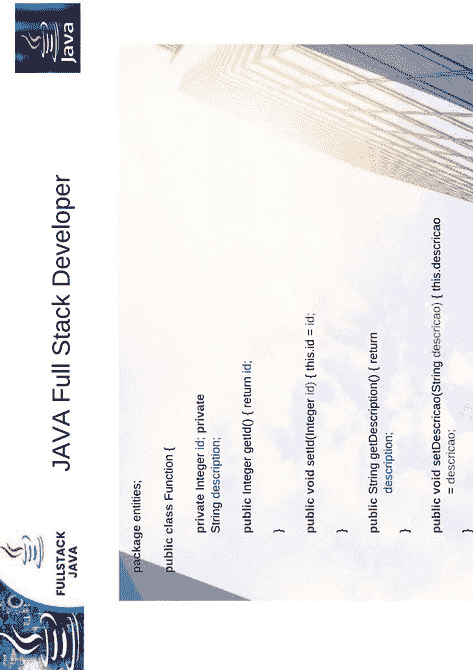 FULLSTACK
JAVA
JAVA Full Stack Developer
Java
package entities;
public class Function {
private Integer id; private
String description;
public Integer getId() { return id;
}
public void setId(Integer id) { this.id = id;
}
public String getDescription() { return
description;
}
public void setDescricao(String descricao) { this.descricao
= descricao;
}